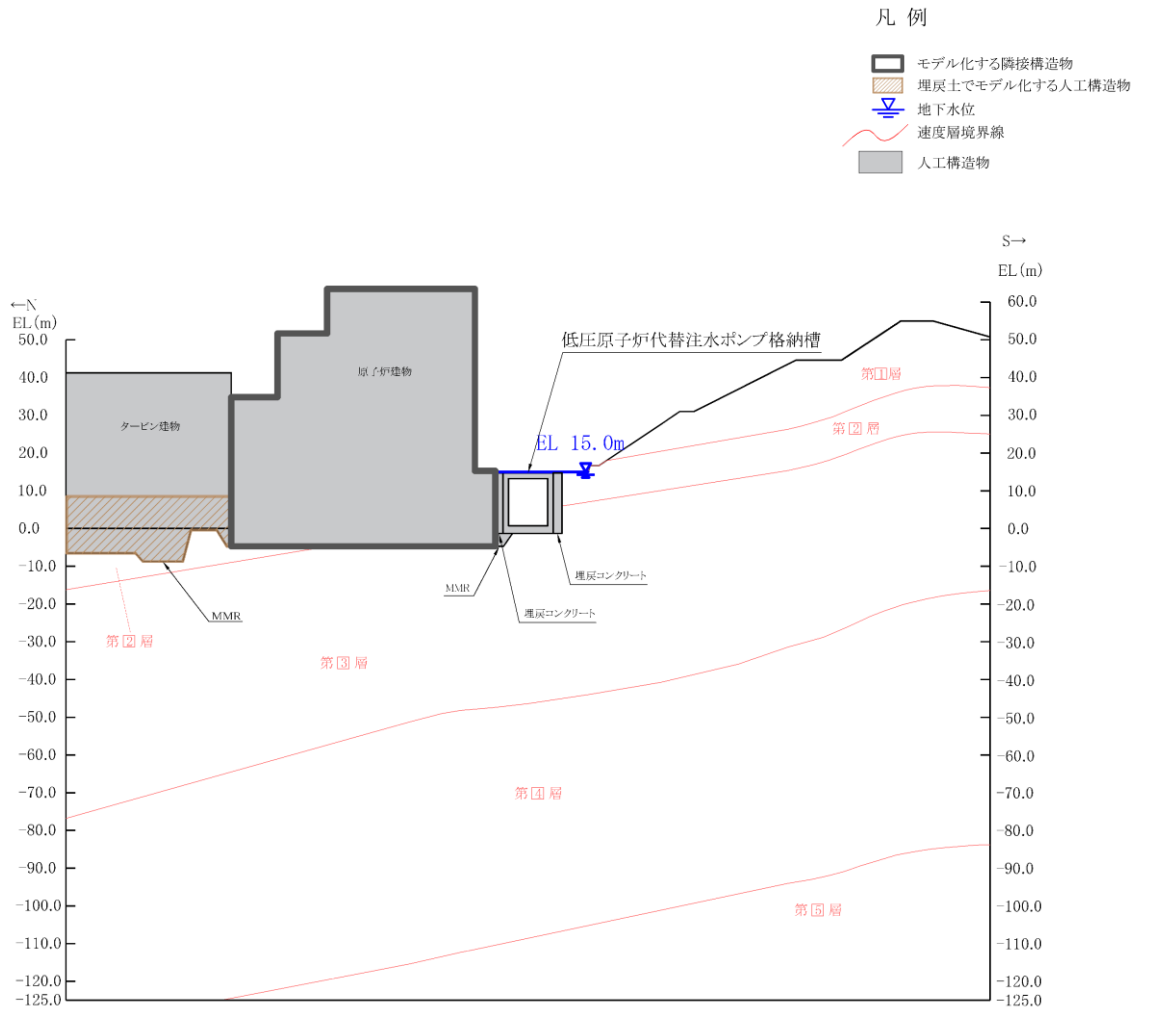 凡 例
モデル化する隣接構造物
埋戻土でモデル化する人工構造物
地下水位
速度層境界線
人工構造物
S→
EL(m)
←N
EL(m)
60.0
50.0
40.0
30.0
20.0
10.0
0.0
-10.0
-20.0
-30.0
-40.0
-50.0
-60.0
-70.0
-80.0
-90.0
-100.0
-110.0
-120.0
-125.0
50.0
40.0
30.0
20.0
10.0
0.0
-10.0
-20.0
-30.0
-40.0
-50.0
-60.0
-70.0
-80.0
-90.0
-100.0
-110.0
-120.0
-125.0
低圧原子炉代替注水ポンプ格納槽
原子炉建物
タービン建物
EL 15.0m
第1層
第2層
MMR
埋戻コンクリート
埋戻コンクリート
MMR
第2層
第3層
第4層
第5層